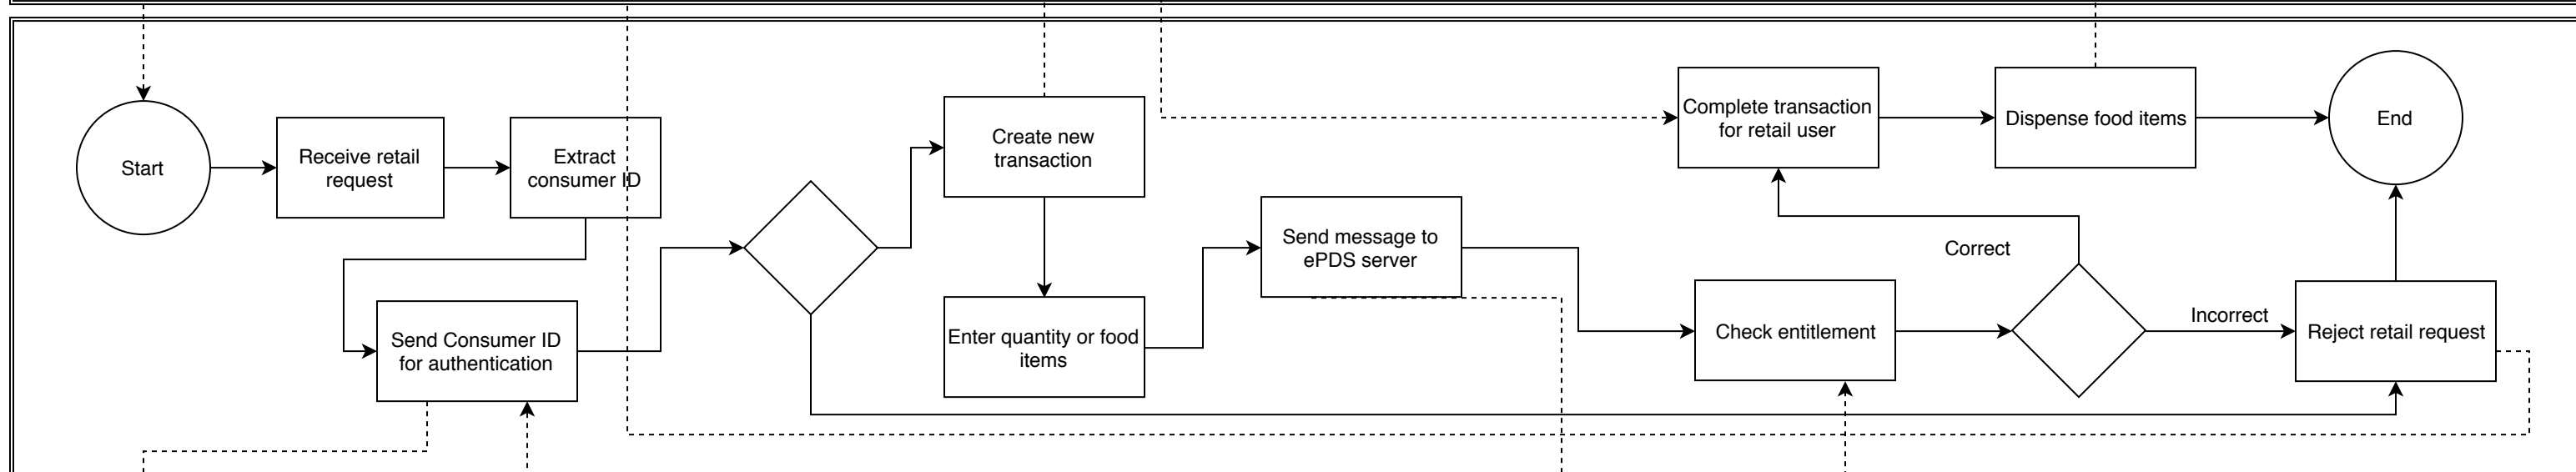 Start
Receive retail
request
Extract
consumer ID
Send Consumer ID
for authentication
Create new
transaction
Enter quantity or food
items
Send message to
ePDS server
Complete transaction
for retail user
Dispense food items
End
Correct
Check entitlement
Incorrect
Reject retail request